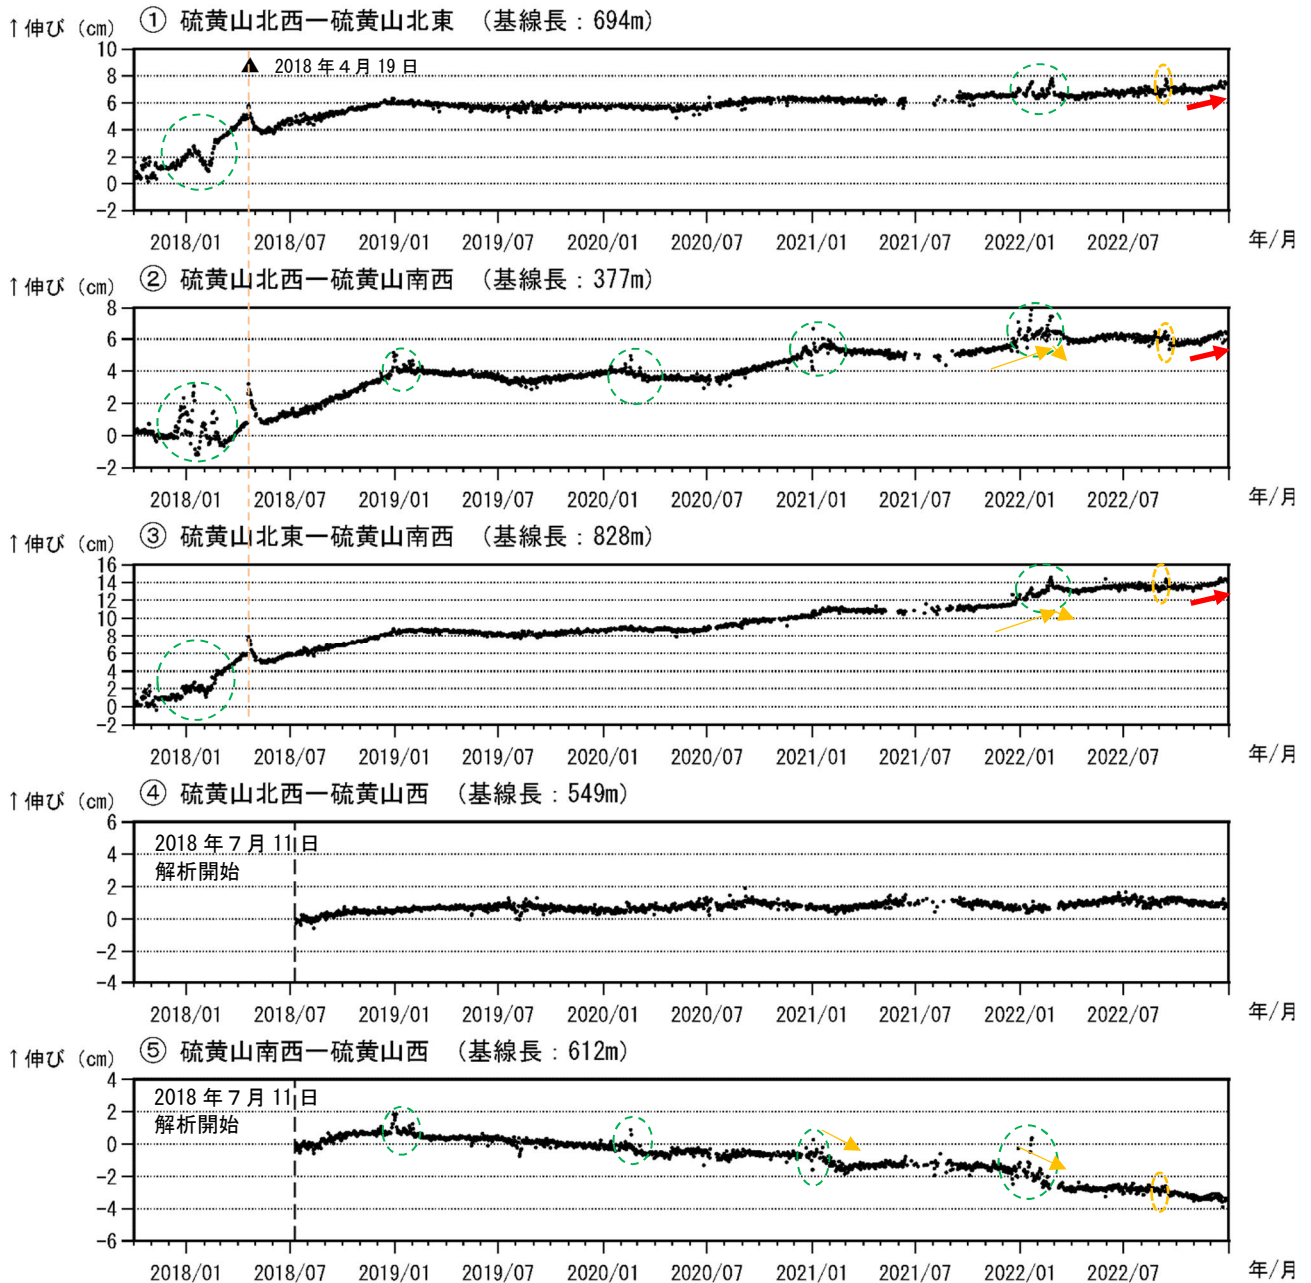 ↑伸び（cm） ① 硫黄山北西ー硫黄山北東 （基線長：694m）
10
▲ 2018年4月19日
8
6
4
2
0
-2
2018/01 2018/07 2019/01 2019/07 2020/01 2020/07 2021/01 2021/07 2022/01 2022/07 年/月
↑伸び（cm） ② 硫黄山北西ー硫黄山南西 （基線長：377m）
8
6
4
2
0
-2
2018/01 2018/07 2019/01 2019/07 2020/01 2020/07 2021/01 2021/07 2022/01 2022/07 年/月
↑伸び（cm） ③ 硫黄山北東ー硫黄山南西 （基線長：828m）
16
14
12
10
8
6
4
2
0
-2
2018/01 2018/07 2019/01 2019/07 2020/01 2020/07 2021/01 2021/07 2022/01 2022/07 年/月
↑伸び（cm） ④ 硫黄山北西ー硫黄山西 （基線長：549m）
6
2018年7月11日
4
解析開始
2
0
-2
-4
2018/01 2018/07 2019/01 2019/07 2020/01 2020/07 2021/01 2021/07 2022/01 2022/07 年/月
↑伸び（cm） ⑤ 硫黄山南西ー硫黄山西 （基線長：612m）
4
2018年7月11日
2
解析開始
0
-2
-4
-6
2018/01 2018/07 2019/01 2019/07 2020/01 2020/07 2021/01 2021/07 2022/01 2022/07 年/月